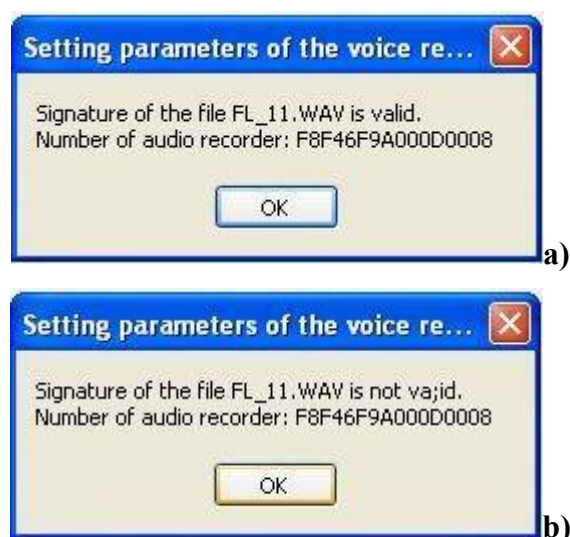 Setting parameters of the voice re...
Signature of the file FL_11.WAV is valid.
Number of audio recorder: F8F46F9A000D0008
OK
a)
Setting parameters of the voice re...
Signature of the file FL_11.WAV is not va;id.
Number of audio recorder: F8F46F9A000D0008
OK
b)